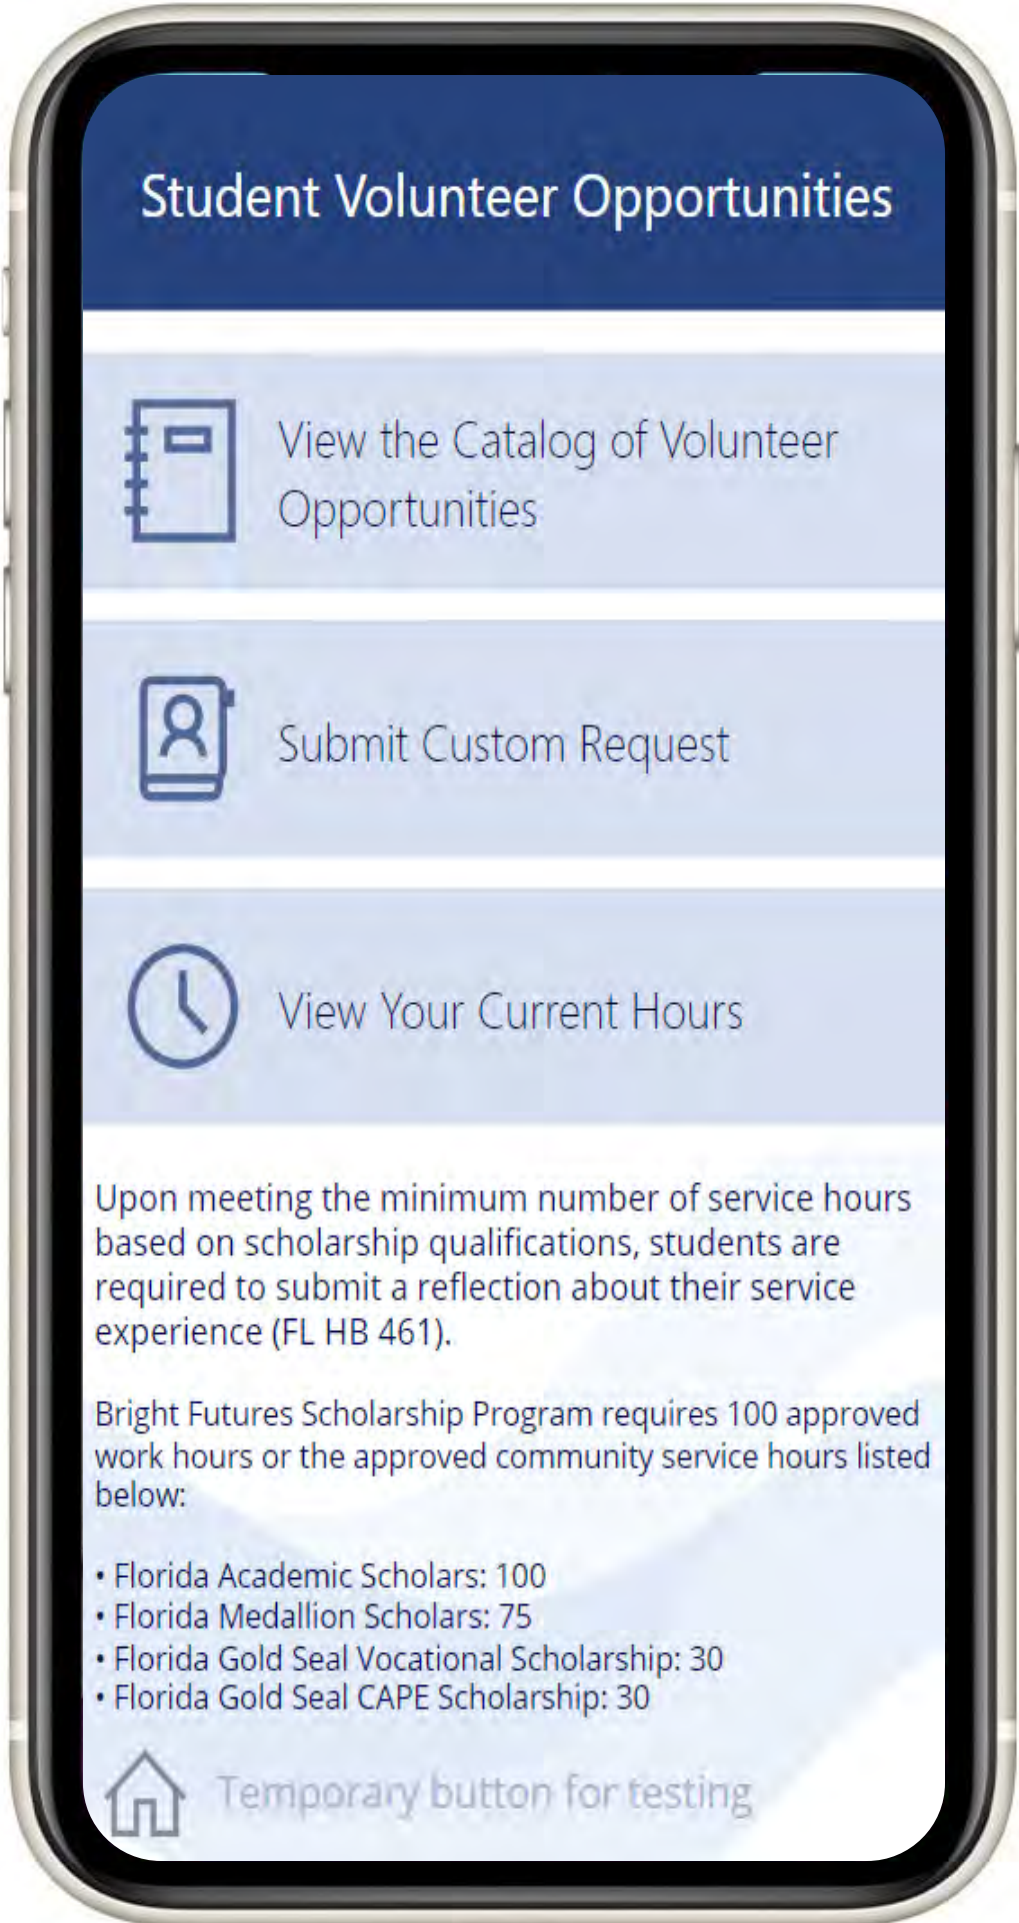 Student Volunteer Opportunities
View the Catalog of Volunteer
Opportunities
Submit Custom Request
View Your Current Hours
Upon meeting the minimum number of service hours
based on scholarship qualifications, students are
required to submit a reflection about their service
experience (FL HB 461).
Bright Futures Scholarship Program requires 100 approved
work hours or the approved community service hours listed
below:
• Florida Academic Scholars: 100
• Florida Medallion Scholars: 75
• Florida Gold Seal Vocational Scholarship: 30
• Florida Gold Seal CAPE Scholarship: 30
Temporary button for testing